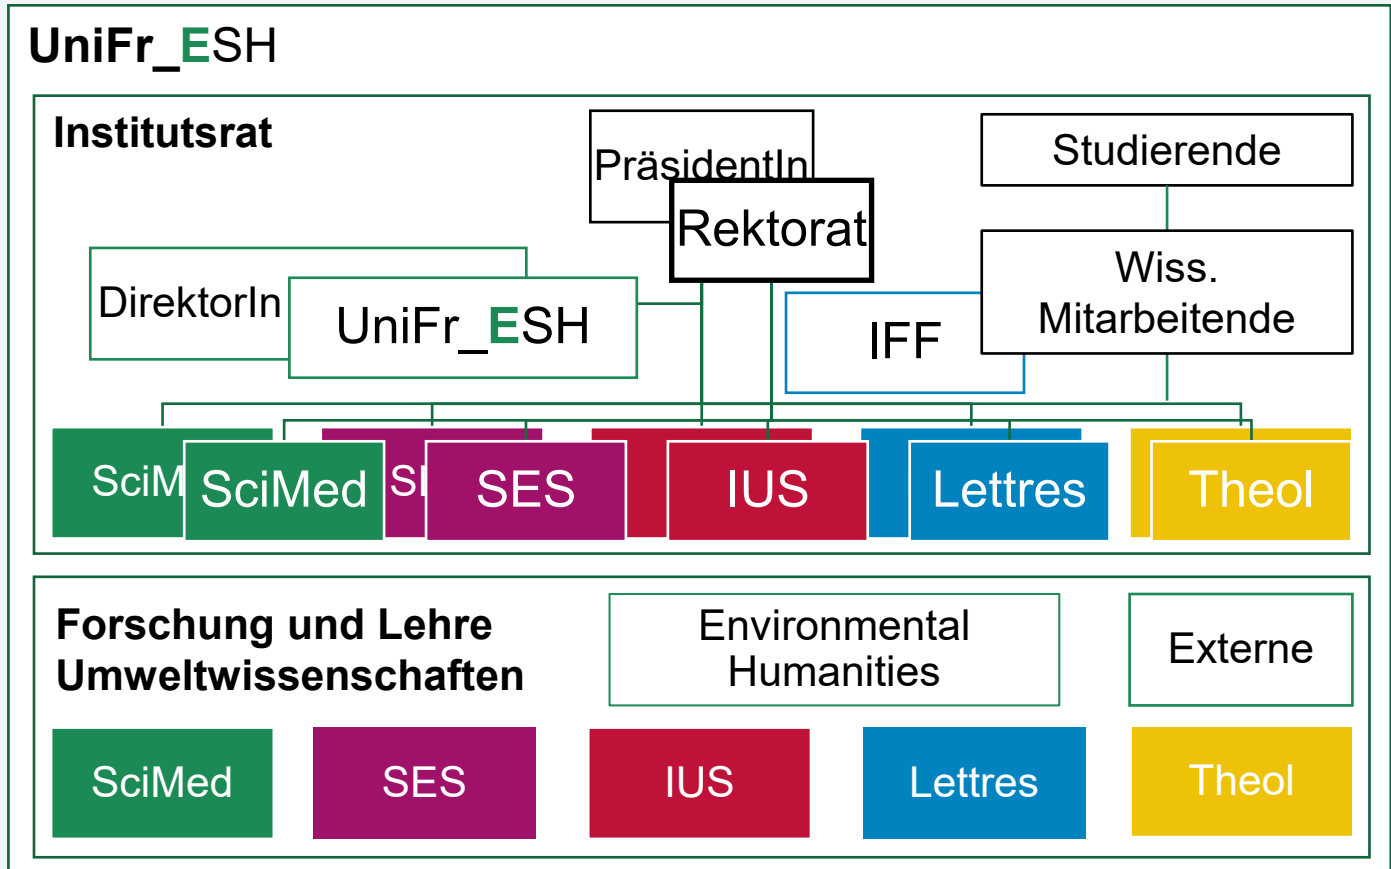 UniFr_ESH
Institutsrat
PräsidentIn
Rektorat
Studierende
Wiss.
Mitarbeitende
DirektorIn
UniFr_ESH
IFF
SciM
SciMed
SES
IUS
Lettres
Theol
Forschung und Lehre
Umweltwissenschaften
Environmental
Humanities
Externe
SciMed
SES
IUS
Lettres
Theol